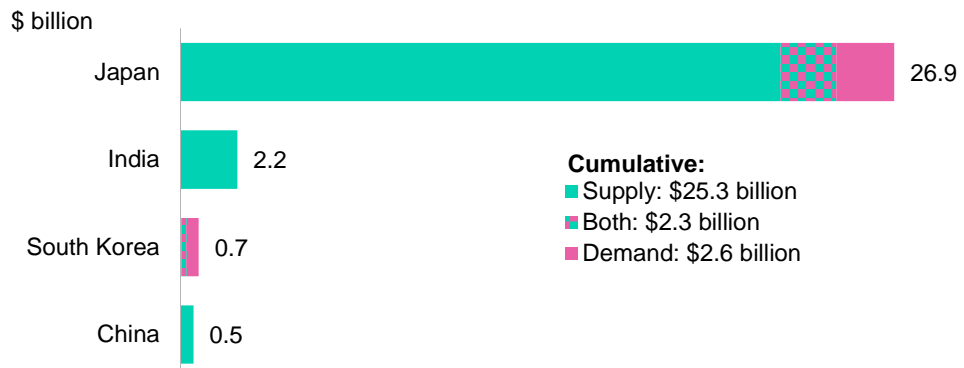 $ billion
Japan 26.9
India 2.2
Cumulative:
Supply: $25.3 billion
Both: $2.3 billion
South Korea 0.7
Demand: $2.6 billion
China 0.5